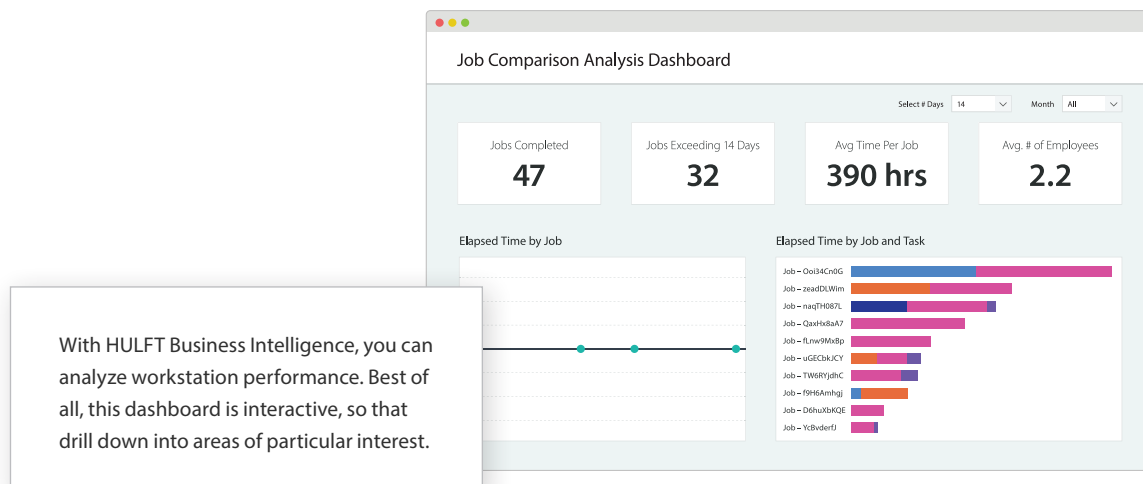 Job Comparison Analysis Dashboard
Select # Days 14 Month All
Jobs Completed
47
Jobs Exceeding 14 Days
32
Avg Time Per Job
390 hrs
Avg. # of Employees
2.2
Elapsed Time by Job
Elapsed Time by Job and Task
Job – Ooi34Cn0G
Job – zeadDLWim
Job – naqTH087L
Job – QaxHx8aA7
Job – fLnw9MxBp
Job – uGECbkJCY
Job – TW6RYjdhC
Job – f9H6Amhgj
Job – D6huXbKQE
Job – YcBvderfJ
With HULFT Business Intelligence, you can
analyze workstation performance. Best of
all, this dashboard is interactive, so that
drill down into areas of particular interest.